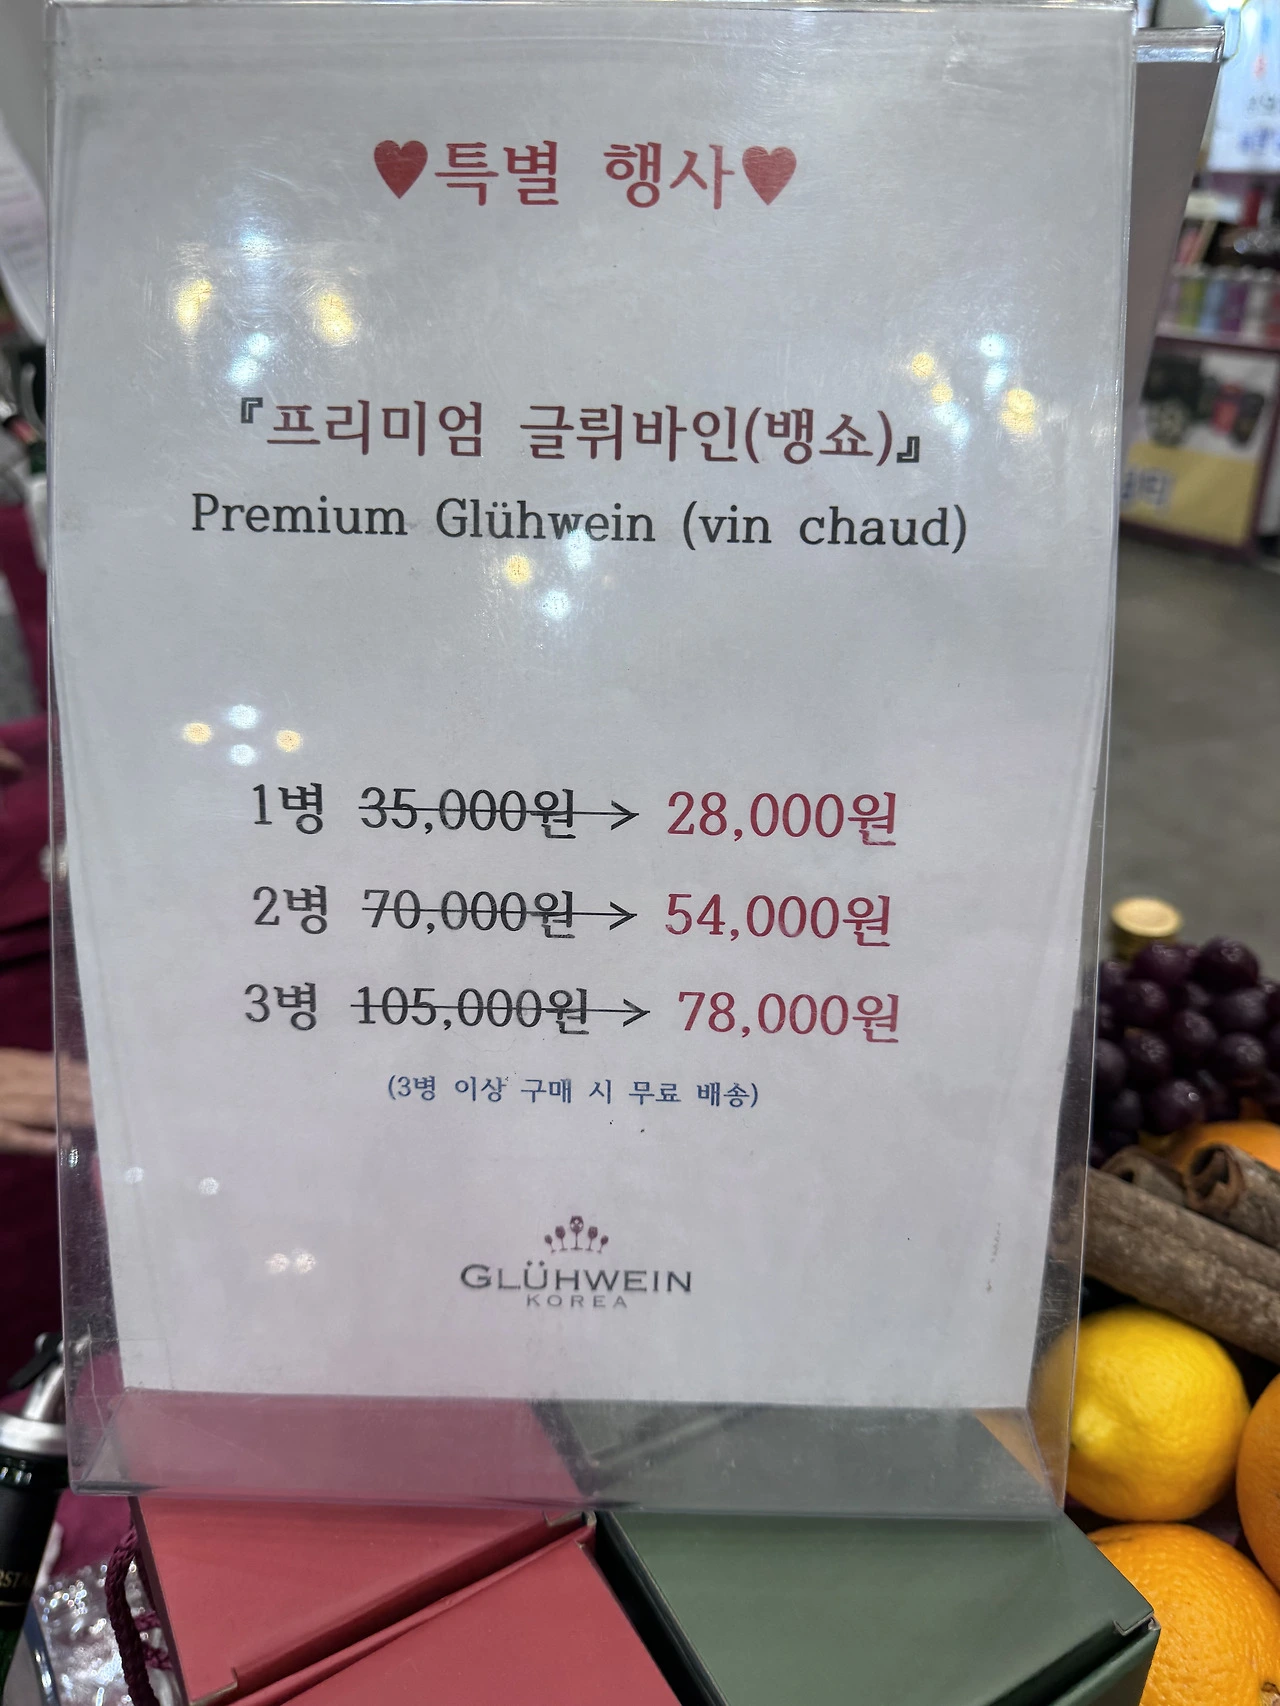 ♥특별 행사♥
『프리미엄 글뤼바인(뱅쇼)』
Premium Glühwein (vin chaud)
1병 35,000원→ 28,000원
2병 70,000원→ 54,000원
3병 105,000원→ 78,000원
(3병 이상 구매 시 무료 배송)
GLÜHWEIN
KOREA